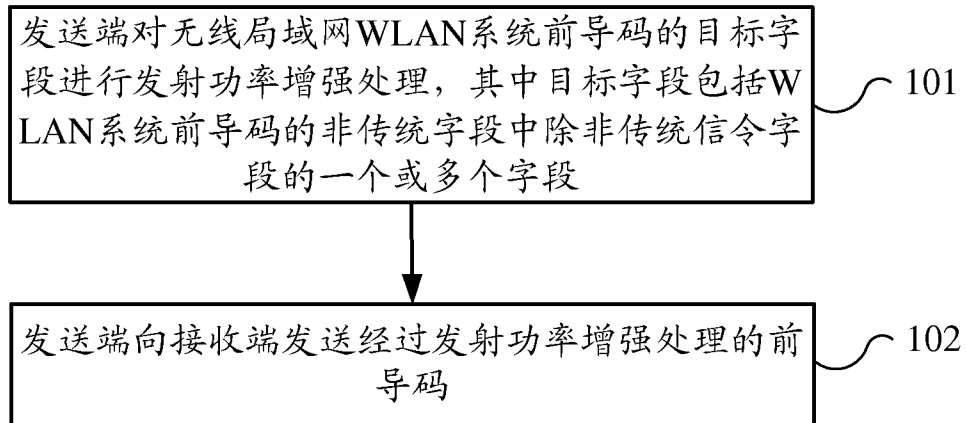 发送端对无线局域网WLAN系统前导码的目标字
段进行发射功率增强处理，其中目标字段包括W
LAN系统前导码的非传统字段中除非传统信令字
段的一个或多个字段
101
发送端向接收端发送经过发射功率增强处理的前
导码
102